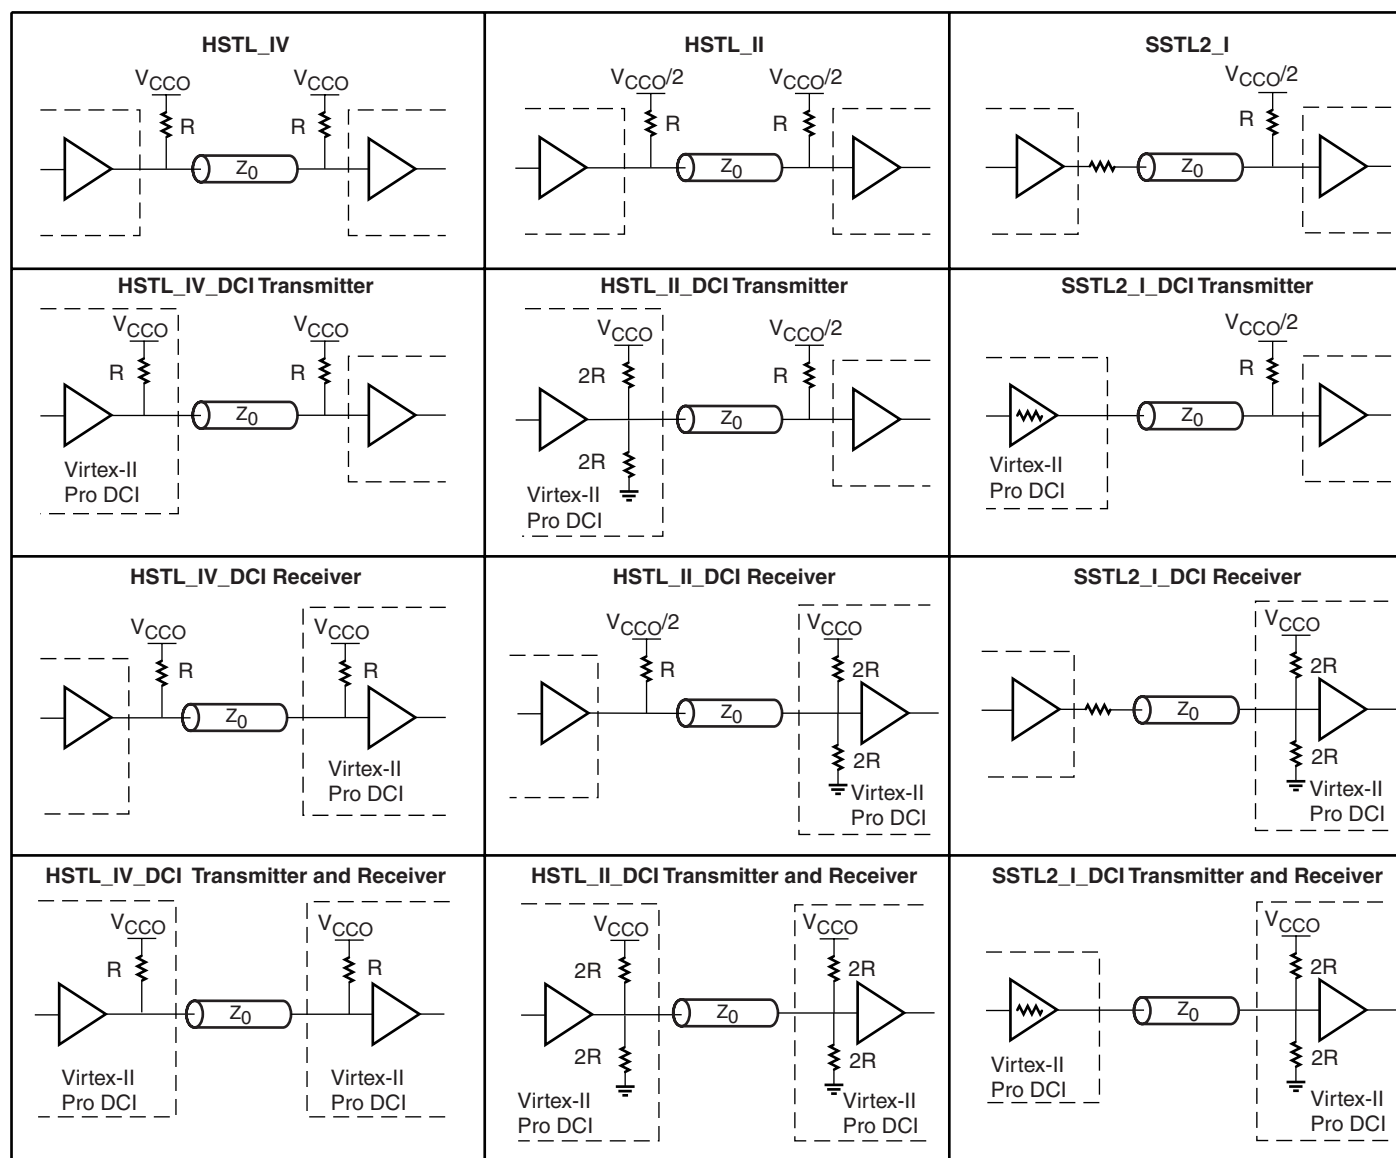 HSTL_IV
VCCO
VCCO
R
R
Z0
HSTL_II
VCCO/2
VCCO/2
R
R
Z0
SSTL2_I
VCCO/2
R
Z0
HSTL_IV_DCI Transmitter
VCCO
VCCO
R
R
Z0
Virtex-II
Pro DCI
HSTL_II_DCI Transmitter
VCCO
VCCO/2
2R
R
Z0
2R
Virtex-II
Pro DCI
SSTL2_I_DCI Transmitter
VCCO/2
R
Z0
Virtex-II
Pro DCI
HSTL_IV_DCI Receiver
VCCO
VCCO
R
R
Z0
Virtex-II
Pro DCI
HSTL_II_DCI Receiver
VCCO/2
VCCO
R
2R
Z0
2R
Virtex-II
Pro DCI
SSTL2_I_DCI Receiver
VCCO
2R
Z0
2R
Virtex-II
Pro DCI
HSTL_IV_DCI Transmitter and Receiver
VCCO
VCCO
R
R
Z0
Virtex-II
Pro DCI
Virtex-II
Pro DCI
HSTL_II_DCI Transmitter and Receiver
VCCO
VCCO
2R
2R
Z0
2R
2R
Virtex-II
Pro DCI
Virtex-II
Pro DCI
SSTL2_I_DCI Transmitter and Receiver
VCCO
2R
Z0
2R
Virtex-II
Pro DCI
Virtex-II
Pro DCI